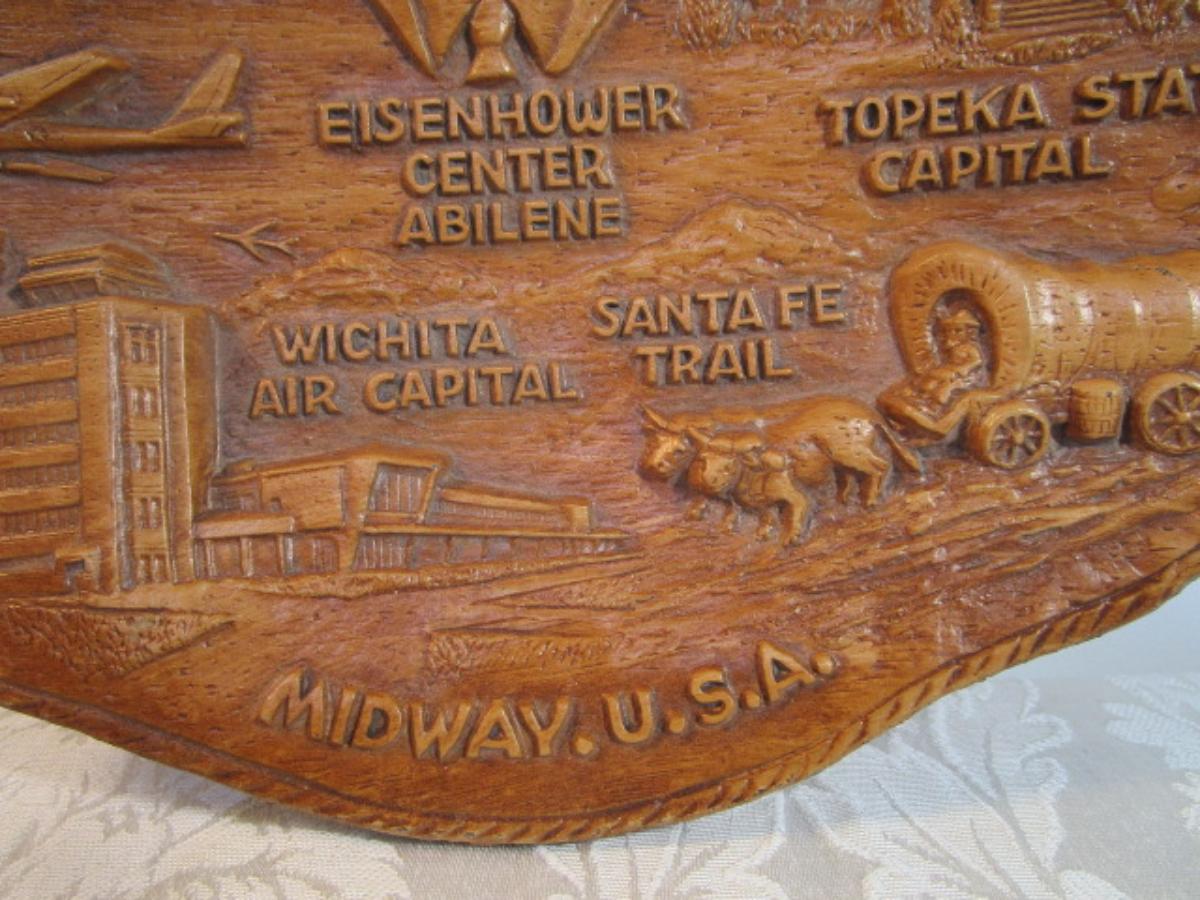 EISENHOWER
CENTER
ABILENE
TOPEKA STA
CAPITAL
WICHITA
AIR CAPITAL
SANTA FE
TRAIL
MIDWAY. U.S.A.